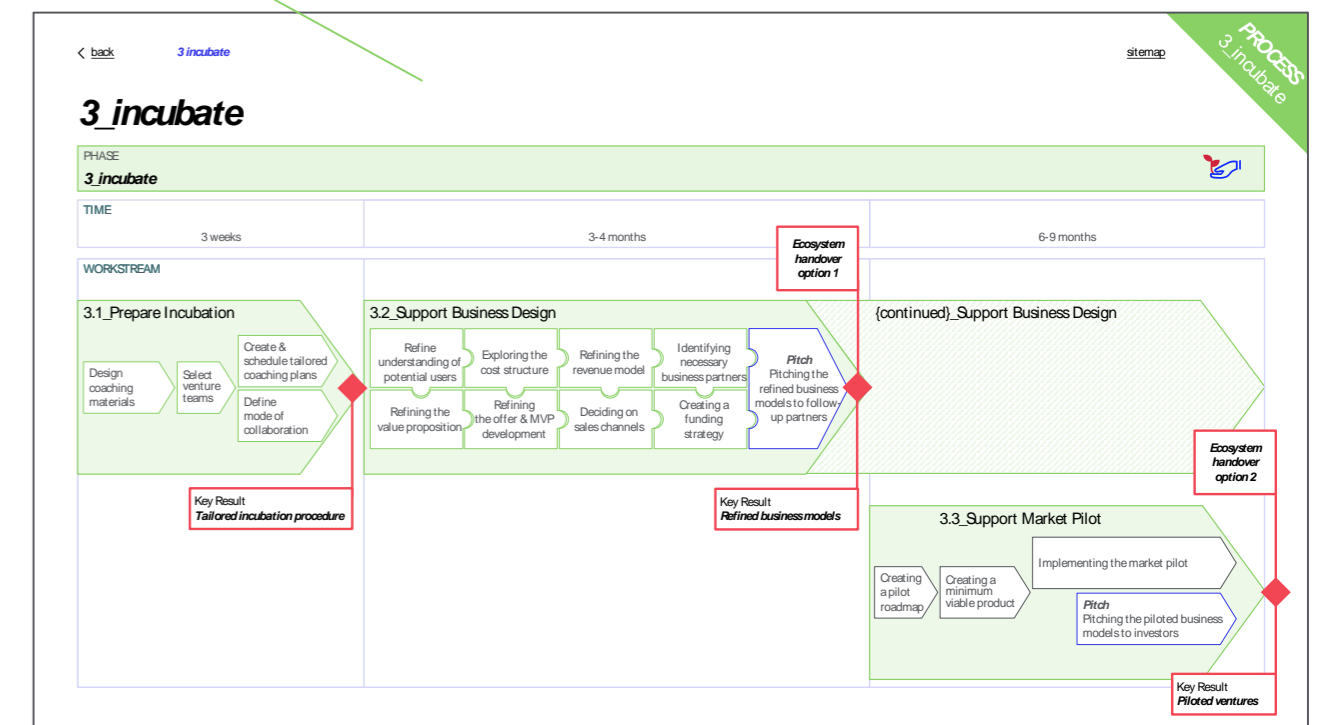 back
3 incubate
sitemap
PROCESS
3_incubate
3_incubate
PHASE
3_incubate
TIME
3 weeks
3-4 months
6-9 months
Ecosystem
handover
option 1
WORKSTREAM
3.1_Prepare Incubation
Design
coaching
materials
Select
venture
teams
Create &
schedule tailored
coaching plans
Define
mode of
collaboration
Key Result
Tailored incubation procedure
3.2_Support Business Design
Refine
understanding of
potential users
Exploring the
cost structure
Refining the
revenue model
Identifying
necessary
business partners
Refining the
value proposition
Refining
the offer & MVP
development
Deciding on
sales channels
Creating a
funding
strategy
Pitch
Pitching the
refined business
models to follow-
up partners
Key Result
Refined business models
{continued}_Support Business Design
Ecosystem
handover
option 2
3.3_Support Market Pilot
Creating
a pilot
roadmap
Creating a
minimum
viable product
Implementing the market pilot
Pitch
Pitching the piloted business
models to investors
Key Result
Piloted ventures